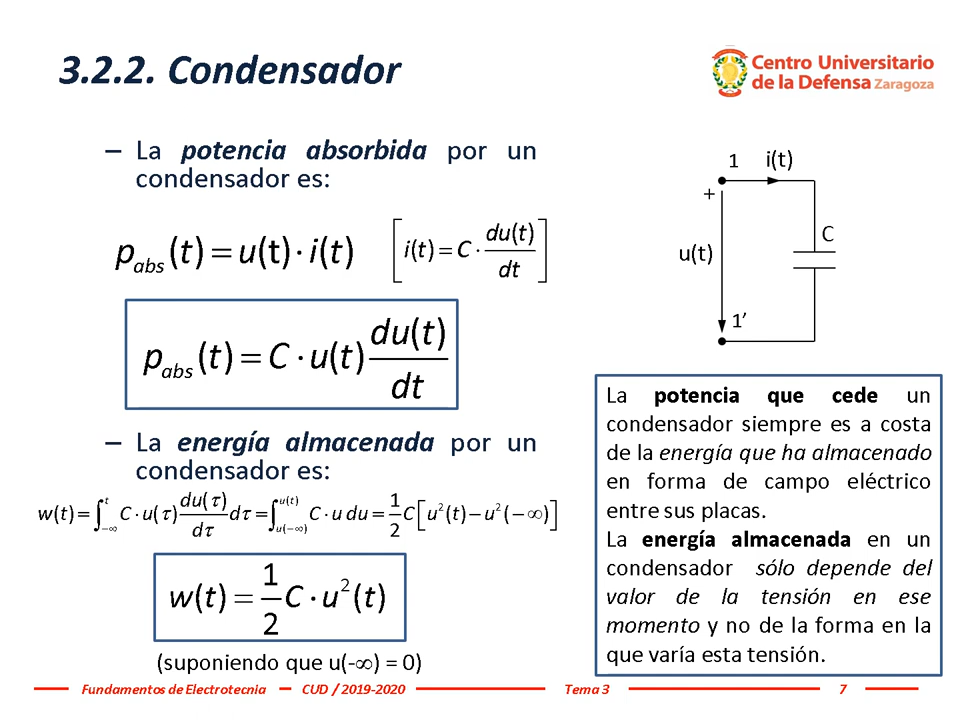 3.2.2. Condensador
Centro Universitario
de la Defensa Zaragoza
– La potencia absorbida por un
condensador es:
p_abs(t) = u(t) · i(t)   [i(t) = C · du(t)/dt]
p_abs(t) = C · u(t) du(t)/dt
– La energía almacenada por un
condensador es:
w(t) = ∫_{-∞}^{t} C · u(τ) du(τ)/dτ dτ = ∫_{u(-∞)}^{u(t)} C · u du = 1/2 C [u²(t) – u²(– ∞)]
w(t) = 1/2 C · u²(t)
(suponiendo que u(-∞) = 0)
1 i(t)
+
C
u(t)
1’
La potencia que cede un
condensador siempre es a costa
de la energía que ha almacenado
en forma de campo eléctrico
entre sus placas.
La energía almacenada en un
condensador sólo depende del
valor de la tensión en ese
momento y no de la forma en la
que varía esta tensión.
Fundamentos de Electrotecnia CUD / 2019-2020 Tema 3 7